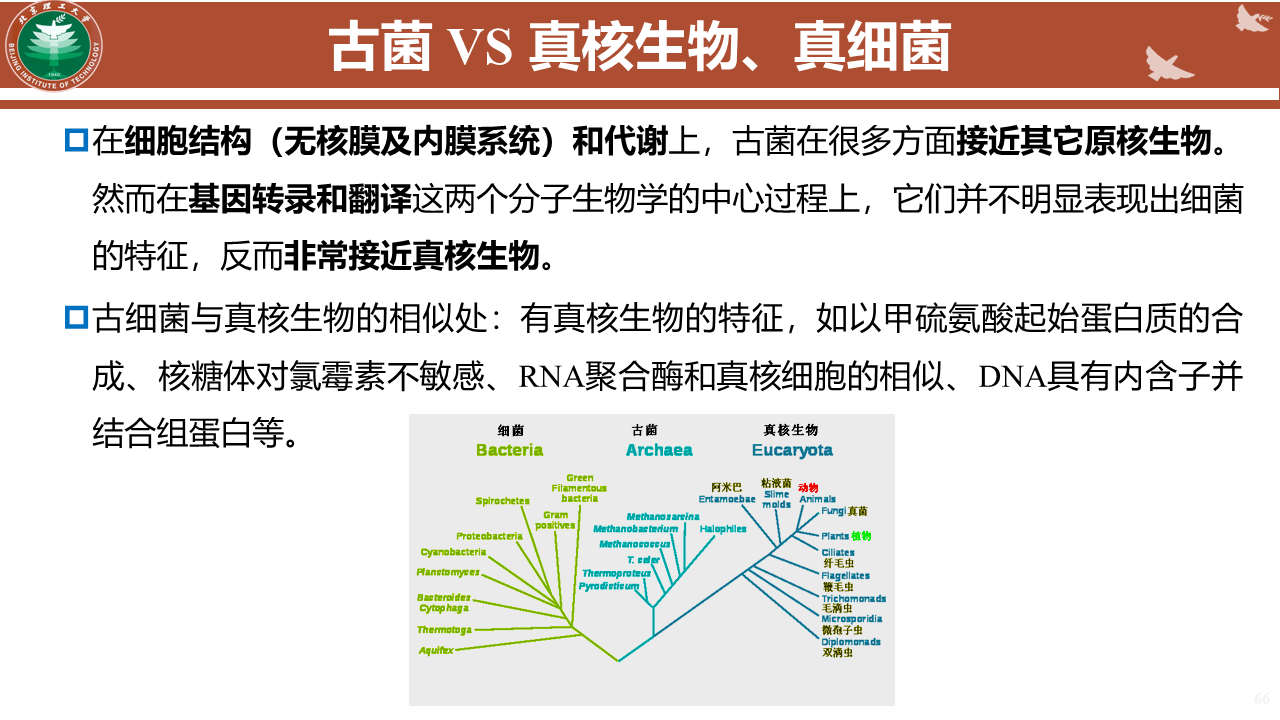 北京理工大学
BEIJING INSTITUTE OF TECHNOLOGY
1940
古菌 VS 真核生物、真细菌
在细胞结构（无核膜及内膜系统）和代谢上，古菌在很多方面接近其它原核生物。
然而在基因转录和翻译这两个分子生物学的中心过程上，它们并不明显表现出细菌
的特征，反而非常接近真核生物。
古细菌与真核生物的相似处：有真核生物的特征，如以甲硫氨酸起始蛋白质的合
成、核糖体对氯霉素不敏感、RNA聚合酶和真核细胞的相似、DNA具有内含子并
结合组蛋白等。
细菌
Bacteria
古菌
Archaea
真核生物
Eucaryota
Green
Filamentous
bacteria
Spirochetes
Gram
positives
Proteobacteria
Cyanobacteria
Planctomyces
Bacteroides
Cytophaga
Thermotoga
Aquifex
Methanosarcina
Methanobacterium
Halophiles
Methanococcus
T. celer
Thermoproteus
Pyrodicticum
阿米巴
Entamoebae
粘液菌
Slime
molds
动物
Animals
Fungi 真菌
Plants 植物
Ciliates
纤毛虫
Flagellates
鞭毛虫
Trichomonads
毛滴虫
Microsporidia
微孢子虫
Diplomonads
双滴虫
66